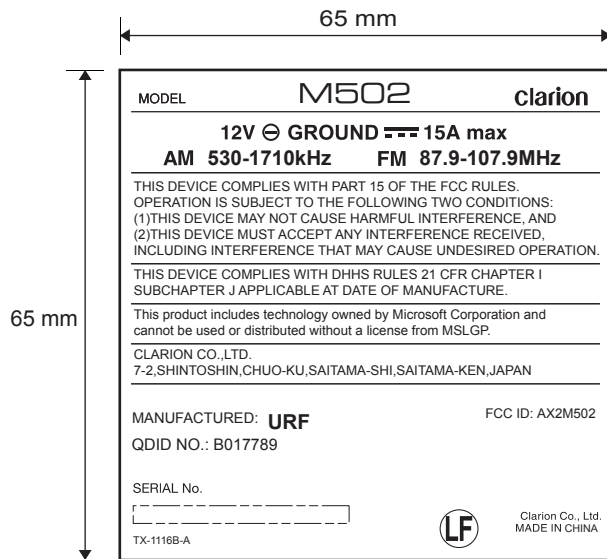 65 mm
65 mm
MODEL M502 clarion
12V ⊖ GROUND ⎓ 15A max
AM 530-1710kHz FM 87.9-107.9MHz
THIS DEVICE COMPLIES WITH PART 15 OF THE FCC RULES.
OPERATION IS SUBJECT TO THE FOLLOWING TWO CONDITIONS:
(1)THIS DEVICE MAY NOT CAUSE HARMFUL INTERFERENCE, AND
(2)THIS DEVICE MUST ACCEPT ANY INTERFERENCE RECEIVED,
INCLUDING INTERFERENCE THAT MAY CAUSE UNDESIRED OPERATION.
THIS DEVICE COMPLIES WITH DHHS RULES 21 CFR CHAPTER I
SUBCHAPTER J APPLICABLE AT DATE OF MANUFACTURE.
This product includes technology owned by Microsoft Corporation and
cannot be used or distributed without a license from MSLGP.
CLARION CO.,LTD.
7-2,SHINTOSHIN,CHUO-KU,SAITAMA-SHI,SAITAMA-KEN,JAPAN
MANUFACTURED: URF FCC ID: AX2M502
QDID NO.: B017789
SERIAL No.
TX-1116B-A
LF
Clarion Co., Ltd.
MADE IN CHINA